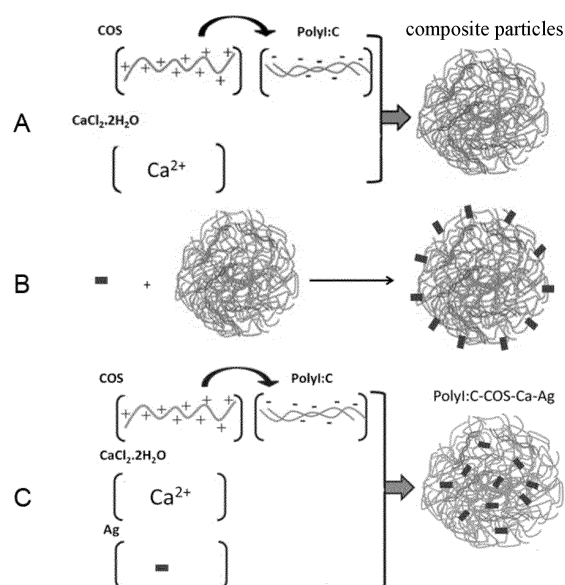 COS PolyI:C composite particles
A
CaCl₂.2H₂O
Ca²⁺
B +
COS PolyI:C PolyI:C-COS-Ca-Ag
CaCl₂.2H₂O
Ca²⁺
C
Ag